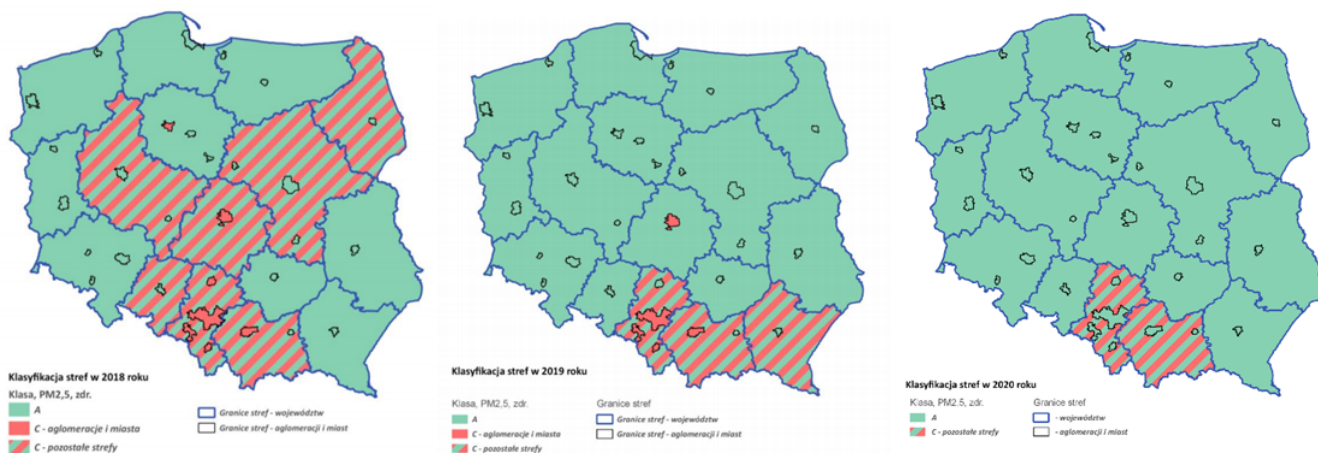 Klasyfikacja stref w 2018 roku
Klasa, PM2,5, zdr.
A
C - aglomeracje i miasta
C - pozostałe strefy
Granice stref - województw
Granice stref - aglomeracji i miast
Klasyfikacja stref w 2019 roku
Klasa, PM2,5, zdr.
A
C - aglomeracje i miasta
C - pozostałe strefy
Granice stref
Granice stref - województw
Granice stref - aglomeracji i miast
Klasyfikacja stref w 2020 roku
Klasa, PM2.5, zdr.
A
C - pozostałe strefy
Granice stref
- województw
- aglomeracji i miast